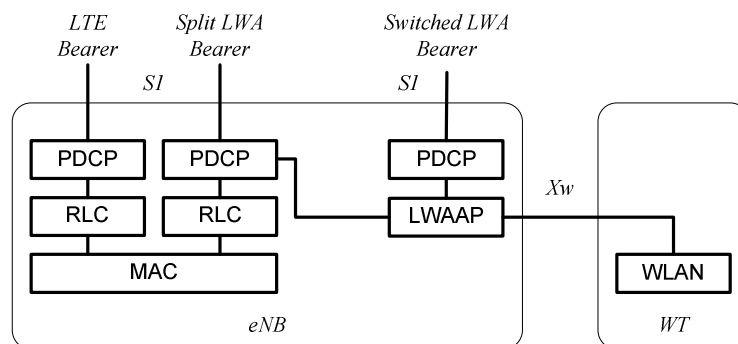 LTE
Bearer
Split LWA
Bearer
Switched LWA
Bearer
S1
S1
PDCP
PDCP
PDCP
Xw
RLC
RLC
LWAAP
MAC
WLAN
eNB
WT